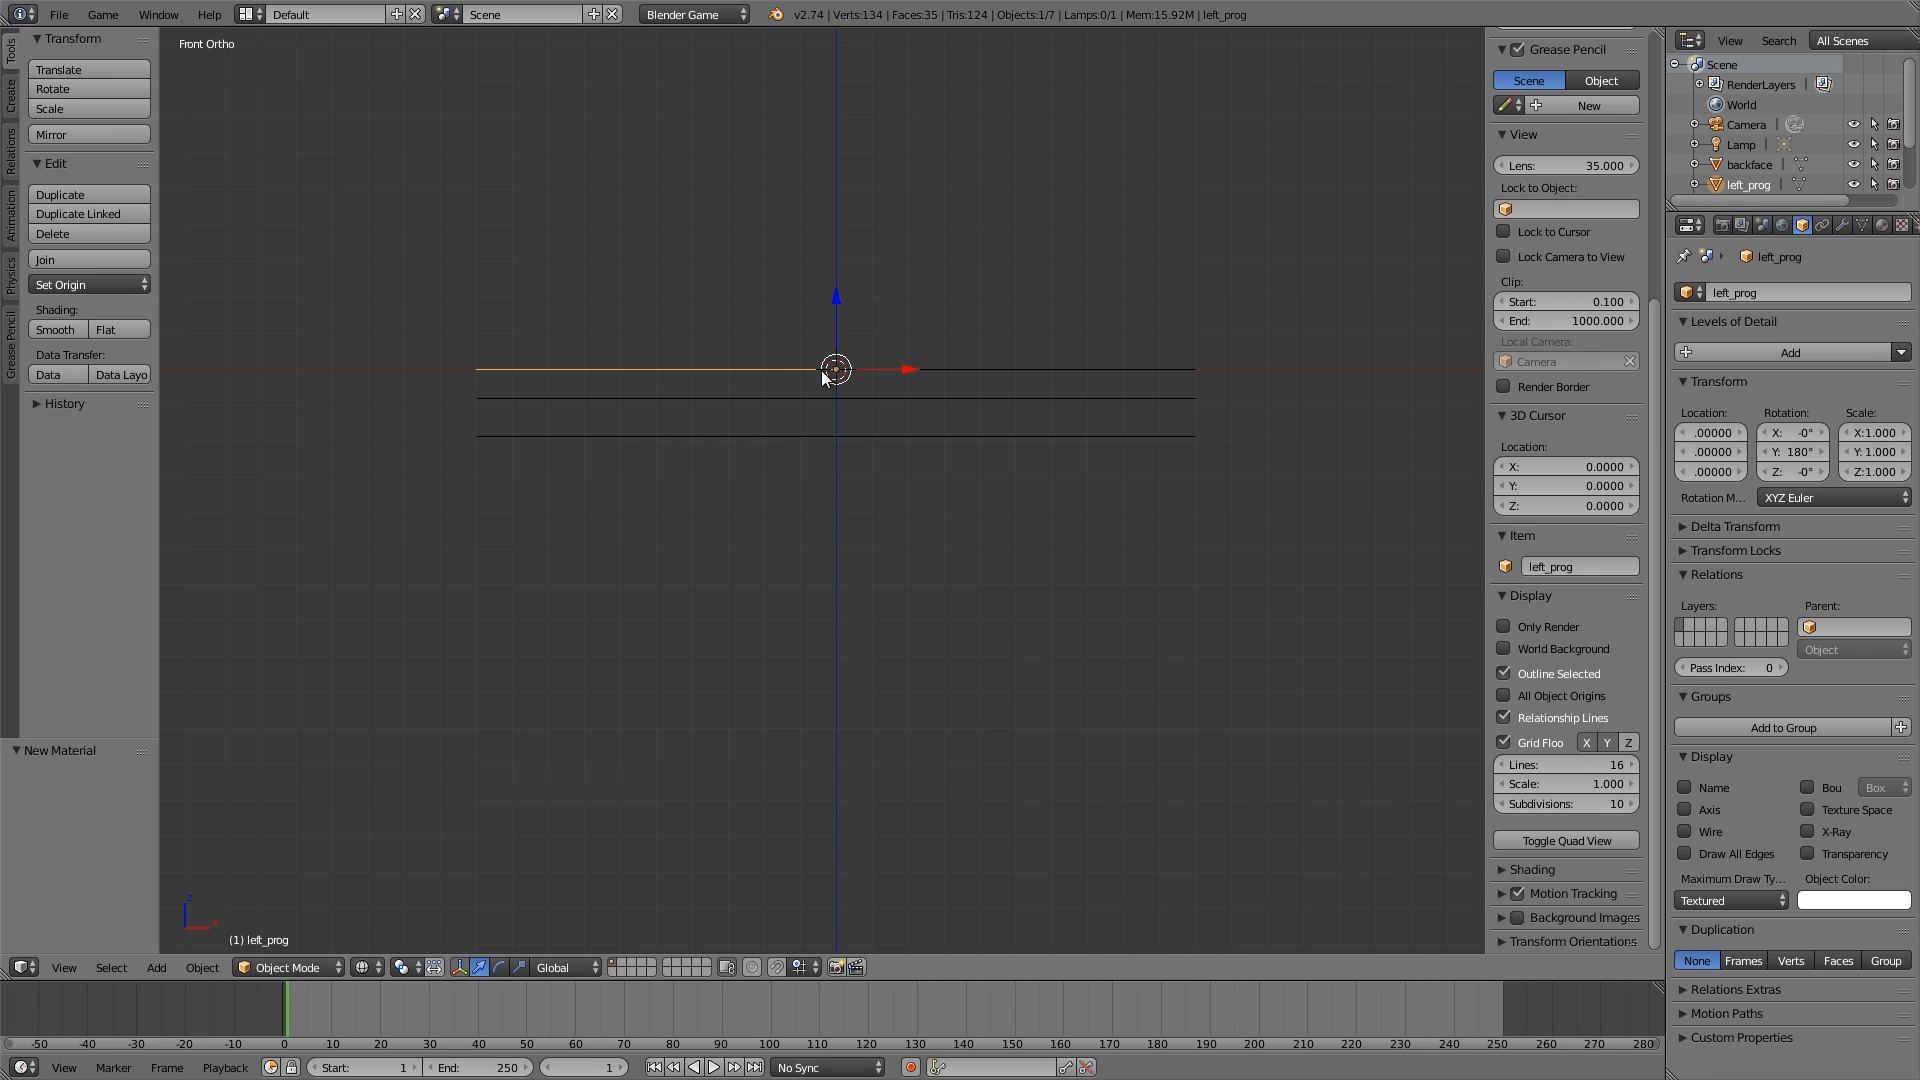 File Game Window Help Default Scene Blender Game v2.74 | Verts:134 | Faces:35 | Tris:124 | Objects:1/7 | Lamps:0/1 | Mem:15.92M | left_prog
Tools
Create
Relations
Animation
Physics
Grease Pencil
Transform
Translate
Rotate
Scale
Mirror
Edit
Duplicate
Duplicate Linked
Delete
Join
Set Origin
Shading:
Smooth Flat
Data Transfer:
Data Data Layo
History
New Material
Front Ortho
z
x
(1) left_prog
Grease Pencil
Scene Object
New
View
Lens: 35.000
Lock to Object:
Lock to Cursor
Lock Camera to View
Clip:
Start: 0.100
End: 1000.000
Local Camera:
Camera
Render Border
3D Cursor
Location:
X: 0.0000
Y: 0.0000
Z: 0.0000
Item
left_prog
Display
Only Render
World Background
Outline Selected
All Object Origins
Relationship Lines
Grid Floo X Y Z
Lines: 16
Scale: 1.000
Subdivisions: 10
Toggle Quad View
Shading
Motion Tracking
Background Images
Transform Orientations
View Search All Scenes
Scene
RenderLayers |
World
Camera |
Lamp |
backface |
left_prog |
left_prog
left_prog
Levels of Detail
Add
Transform
Location: Rotation: Scale:
.00000 X: -0° X:1.000
.00000 Y: 180° Y: 1.000
.00000 Z: -0° Z:1.000
Rotation M... XYZ Euler
Delta Transform
Transform Locks
Relations
Layers: Parent:
Object
Pass Index: 0
Groups
Add to Group
Display
Name Bou Box
Axis Texture Space
Wire X-Ray
Draw All Edges Transparency
Maximum Draw Ty... Object Color:
Textured
Duplication
None Frames Verts Faces Group
Relations Extras
Motion Paths
Custom Properties
View Select Add Object Object Mode Global
-50 -40 -30 -20 -10 0 10 20 30 40 50 60 70 80 90 100 110 120 130 140 150 160 170 180 190 200 210 220 230 240 250 260 270 280
View Marker Frame Playback Start: 1 End: 250 1 No Sync